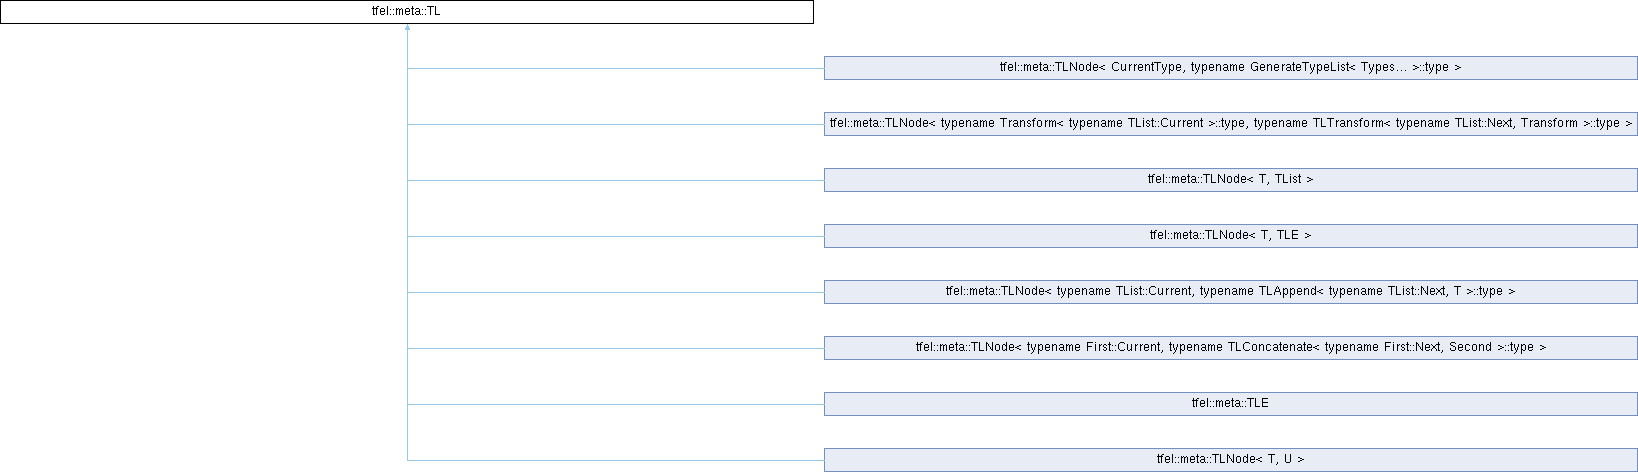 tfel::meta::TL
tfel::meta::TLNode< CurrentType, typename GenerateTypeList< Types... >::type >
tfel::meta::TLNode< typename Transform< typename TList::Current >::type, typename TLTransform< typename TList::Next, Transform >::type >
tfel::meta::TLNode< T, TList >
tfel::meta::TLNode< T, TLE >
tfel::meta::TLNode< typename TList::Current, typename TLAppend< typename TList::Next, T >::type >
tfel::meta::TLNode< typename First::Current, typename TLConcatenate< typename First::Next, Second >::type >
tfel::meta::TLE
tfel::meta::TLNode< T, U >